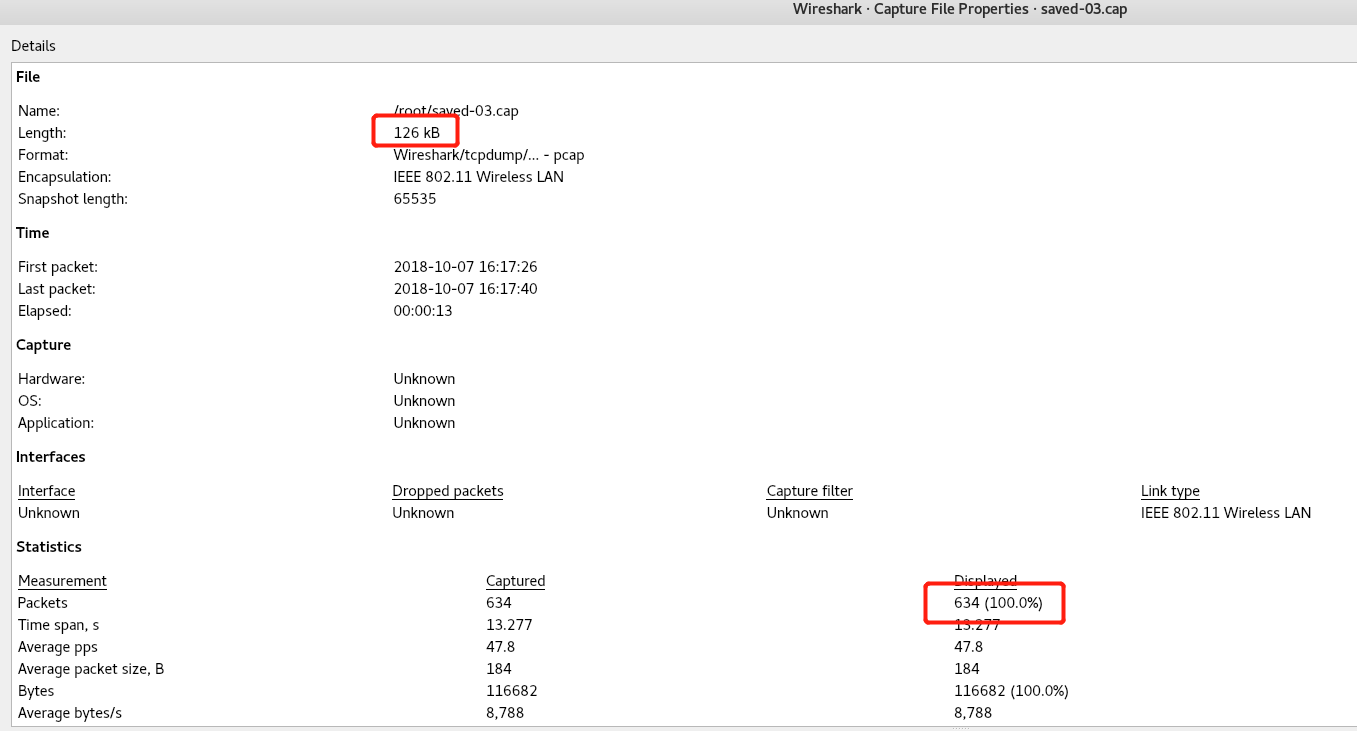 Wireshark · Capture File Properties · saved-03.cap
Details
File
Name: /root/saved-03.cap
Length: 126 kB
Format: Wireshark/tcpdump/... - pcap
Encapsulation: IEEE 802.11 Wireless LAN
Snapshot length: 65535
Time
First packet: 2018-10-07 16:17:26
Last packet: 2018-10-07 16:17:40
Elapsed: 00:00:13
Capture
Hardware: Unknown
OS: Unknown
Application: Unknown
Interfaces
Interface Dropped packets Capture filter Link type
Unknown Unknown Unknown IEEE 802.11 Wireless LAN
Statistics
Measurement Captured Displayed
Packets 634 634 (100.0%)
Time span, s 13.277 13.277
Average pps 47.8 47.8
Average packet size, B 184 184
Bytes 116682 116682 (100.0%)
Average bytes/s 8,788 8,788